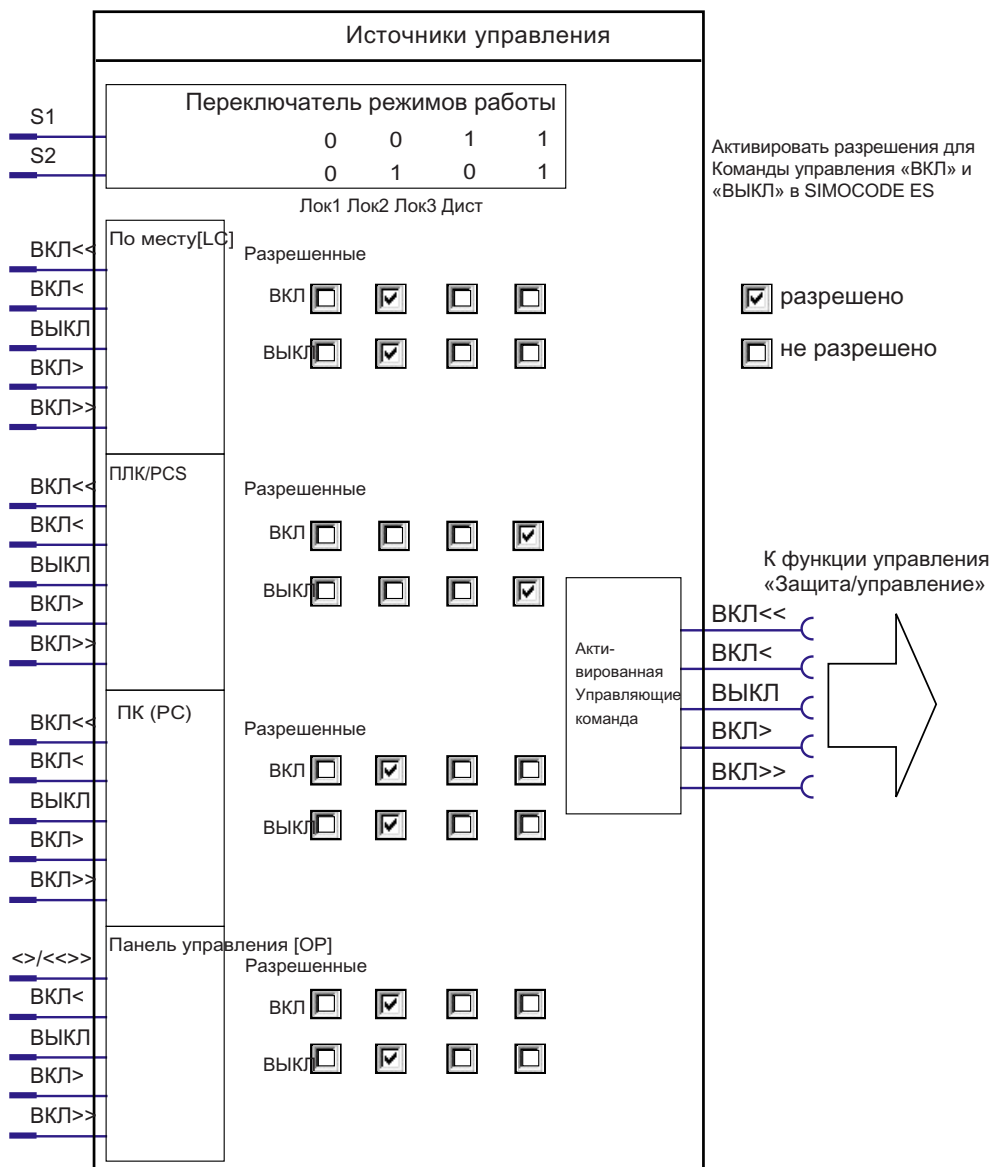 Источники управления
Переключатель режимов работы
S1
0 0 1 1
S2
0 1 0 1
Лок1 Лок2 Лок3 Дист
Активировать разрешения для
Команды управления «ВКЛ» и
«ВЫКЛ» в SIMOCODE ES
разрешено
не разрешено
По месту[LC]
Разрешенные
ВКЛ
ВЫКЛ
ВКЛ<<
ВКЛ<
ВЫКЛ
ВКЛ>
ВКЛ>>
ПЛК/PCS
Разрешенные
ВКЛ
ВЫКЛ
ВКЛ<<
ВКЛ<
ВЫКЛ
ВКЛ>
ВКЛ>>
ПК (PC)
Разрешенные
ВКЛ
ВЫКЛ
ВКЛ<<
ВКЛ<
ВЫКЛ
ВКЛ>
ВКЛ>>
Панель управления [OP]
Разрешенные
ВКЛ
ВЫКЛ
<>/<<>>
ВКЛ<
ВЫКЛ
ВКЛ>
ВКЛ>>
Акти-
вированная
Управляющие
команда
К функции управления
«Защита/управление»
ВКЛ<<
ВКЛ<
ВЫКЛ
ВКЛ>
ВКЛ>>